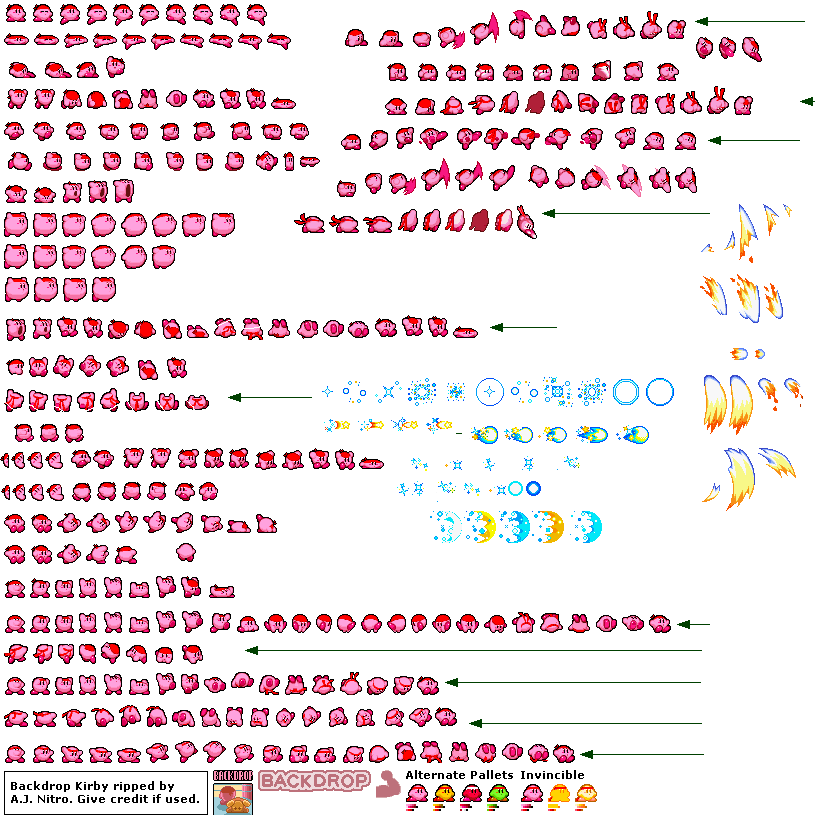 Backdrop Kirby ripped by
A.J. Nitro. Give credit if used.
BACKDROP
BACKDROP
Alternate Pallets Invincible